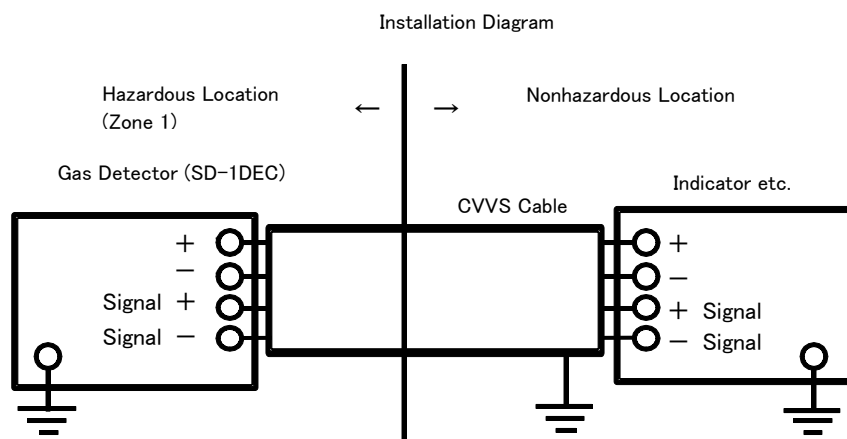 Installation Diagram
Hazardous Location
(Zone 1)
← →
Nonhazardous Location
Gas Detector (SD-1DEC)
CVVS Cable
Indicator etc.
+
−
Signal +
Signal −
+
−
+ Signal
− Signal